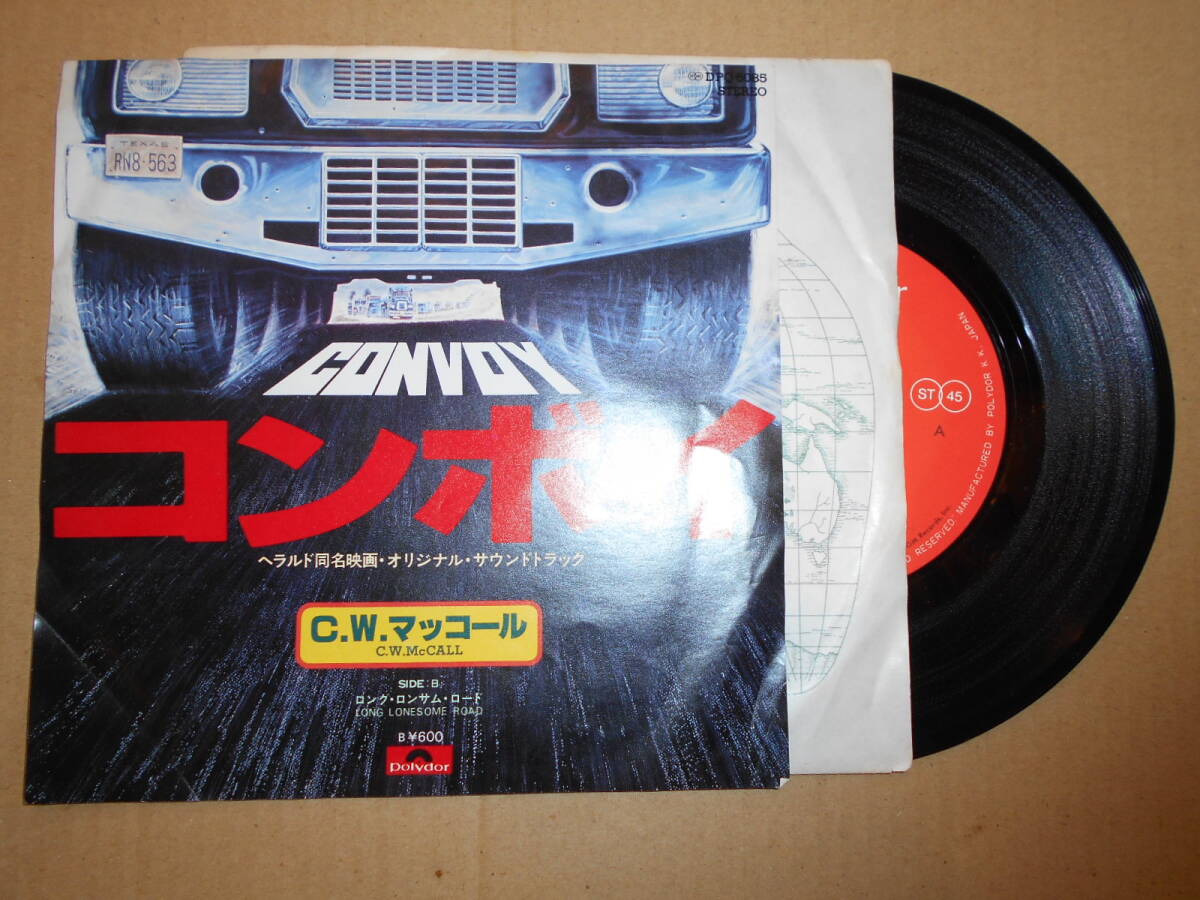 DPQ 6085
STEREO
TEXAS
RN8·563
CONVOY
コンボイ
ヘラルド同名映画・オリジナル・サウンドトラック
C.W.マッコール
C.W.McCALL
SIDE:B.
ロング・ロンサム・ロード
LONG LONESOME ROAD
B ¥600
polydor
ST 45
A
RESERVED. MANUFACTURED BY POLYDOR K.K. JAPAN
Records Inc.